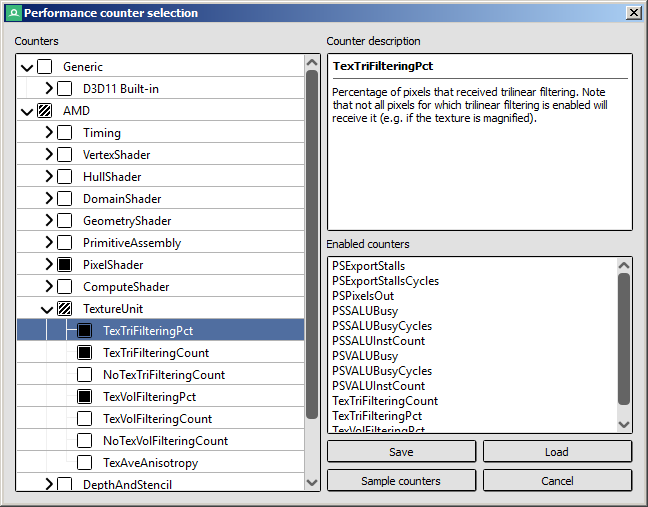 Performance counter selection
Counters
Generic
D3D11 Built-in
AMD
Timing
VertexShader
HullShader
DomainShader
GeometryShader
PrimitiveAssembly
PixelShader
ComputeShader
TextureUnit
TexTriFilteringPct
TexTriFilteringCount
NoTexTriFilteringCount
TexVolFilteringPct
TexVolFilteringCount
NoTexVolFilteringCount
TexAveAnisotropy
DepthAndStencil
Counter description
TexTriFilteringPct
Percentage of pixels that received trilinear filtering. Note
that not all pixels for which trilinear filtering is enabled will
receive it (e.g. if the texture is magnified).
Enabled counters
PSExportStalls
PSExportStallsCycles
PSPixelsOut
PSSALUBusy
PSSALUBusyCycles
PSSALUInstCount
PSVALUBusy
PSVALUBusyCycles
PSVALUInstCount
TexTriFilteringCount
TexTriFilteringPct
TexVolFilteringPct
Save
Load
Sample counters
Cancel